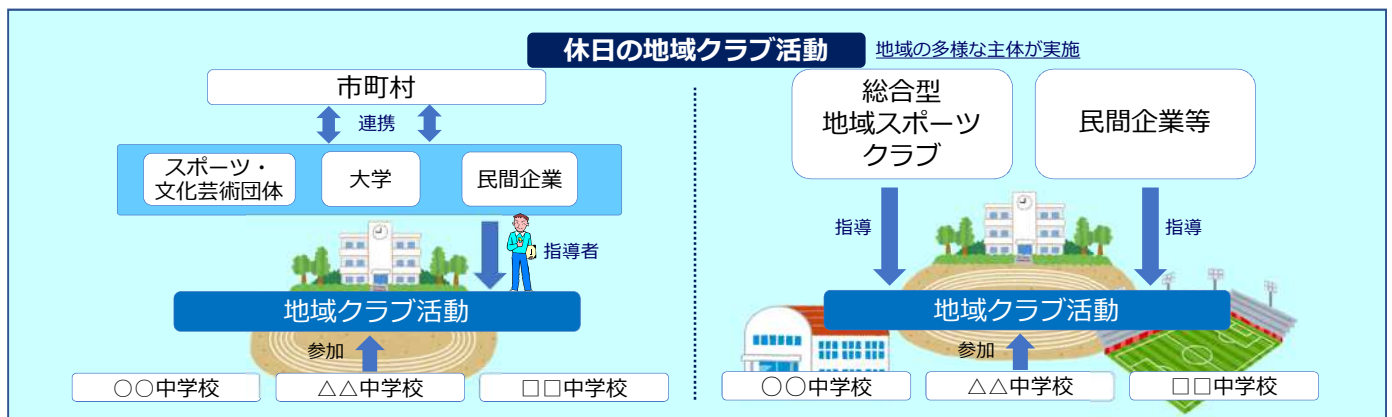 休日の地域クラブ活動
地域の多様な主体が実施
市町村
連携
スポーツ・
文化芸術団体
大学
民間企業
指導者
地域クラブ活動
参加
○○中学校
△△中学校
□□中学校
総合型
地域スポーツ
クラブ
民間企業等
指導
指導
地域クラブ活動
参加
○○中学校
△△中学校
□□中学校